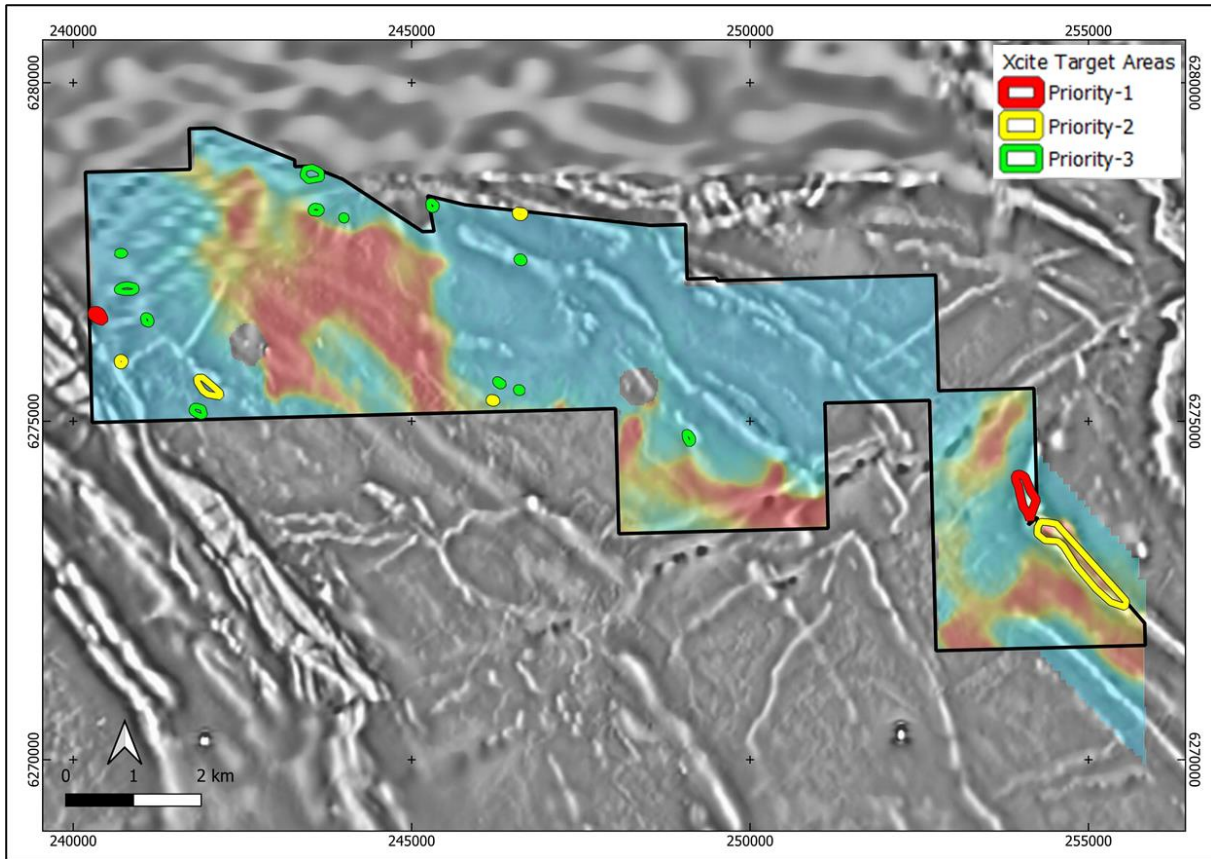 240000 245000 250000 255000
Xcite Target Areas
Priority-1
Priority-2
Priority-3
6280000 6280000
6275000 6275000
6270000 6270000
0 1 2 km
240000 245000 250000 255000